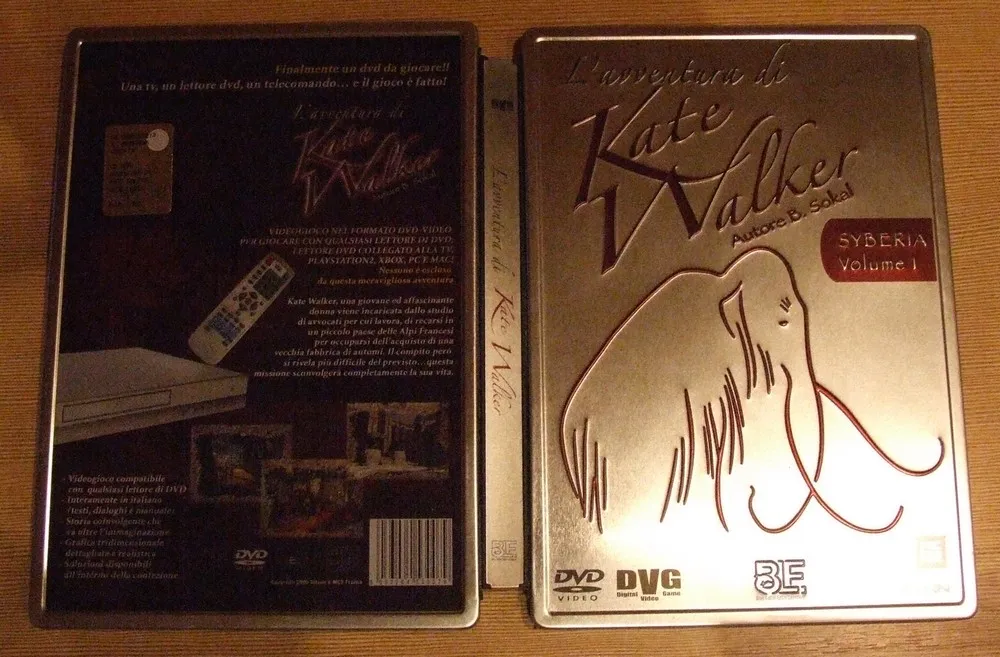 Finalmente un dvd da giocare!!
Una tv, un lettore dvd, un telecomando... e il gioco è fatto!
L'avventura di
Kate
Walker
Autore B. Sokal
VIDEOGIOCO NEL FORMATO DVD-VIDEO
PER GIOCARE CON QUALSIASI LETTORE DI DVD:
LETTORE DVD COLLEGATO ALLA TV,
PLAYSTATION2, XBOX, PC E MAC!
Nessuno è escluso
da questa meravigliosa avventura
Kate Walker, una giovane ed affascinante
donna viene incaricata dallo studio
di avvocati per cui lavora, di recarsi in
un piccolo paese delle Alpi Francesi
per occuparsi dell'acquisto di una
vecchia fabbrica di automi. Il compito però
si rivela più difficile del previsto...questa
missione sconvolgerà completamente la sua vita.
- Videogioco compatibile
con qualsiasi lettore di DVD
- Interamente in italiano
(testi, dialoghi e manuale)
- Storia coinvolgente che
va oltre l'immaginazione
- Grafica tridimensionale
dettagliata e realistica
- Soluzioni disponibili
all'interno della confezione
DVD
L'avventura di Kate Walker
BLE
L'avventura di
Kate
Walker
Autore B. Sokal
SYBERIA
Volume 1
DVD
VIDEO
DVG
Digital Video Game
BLE